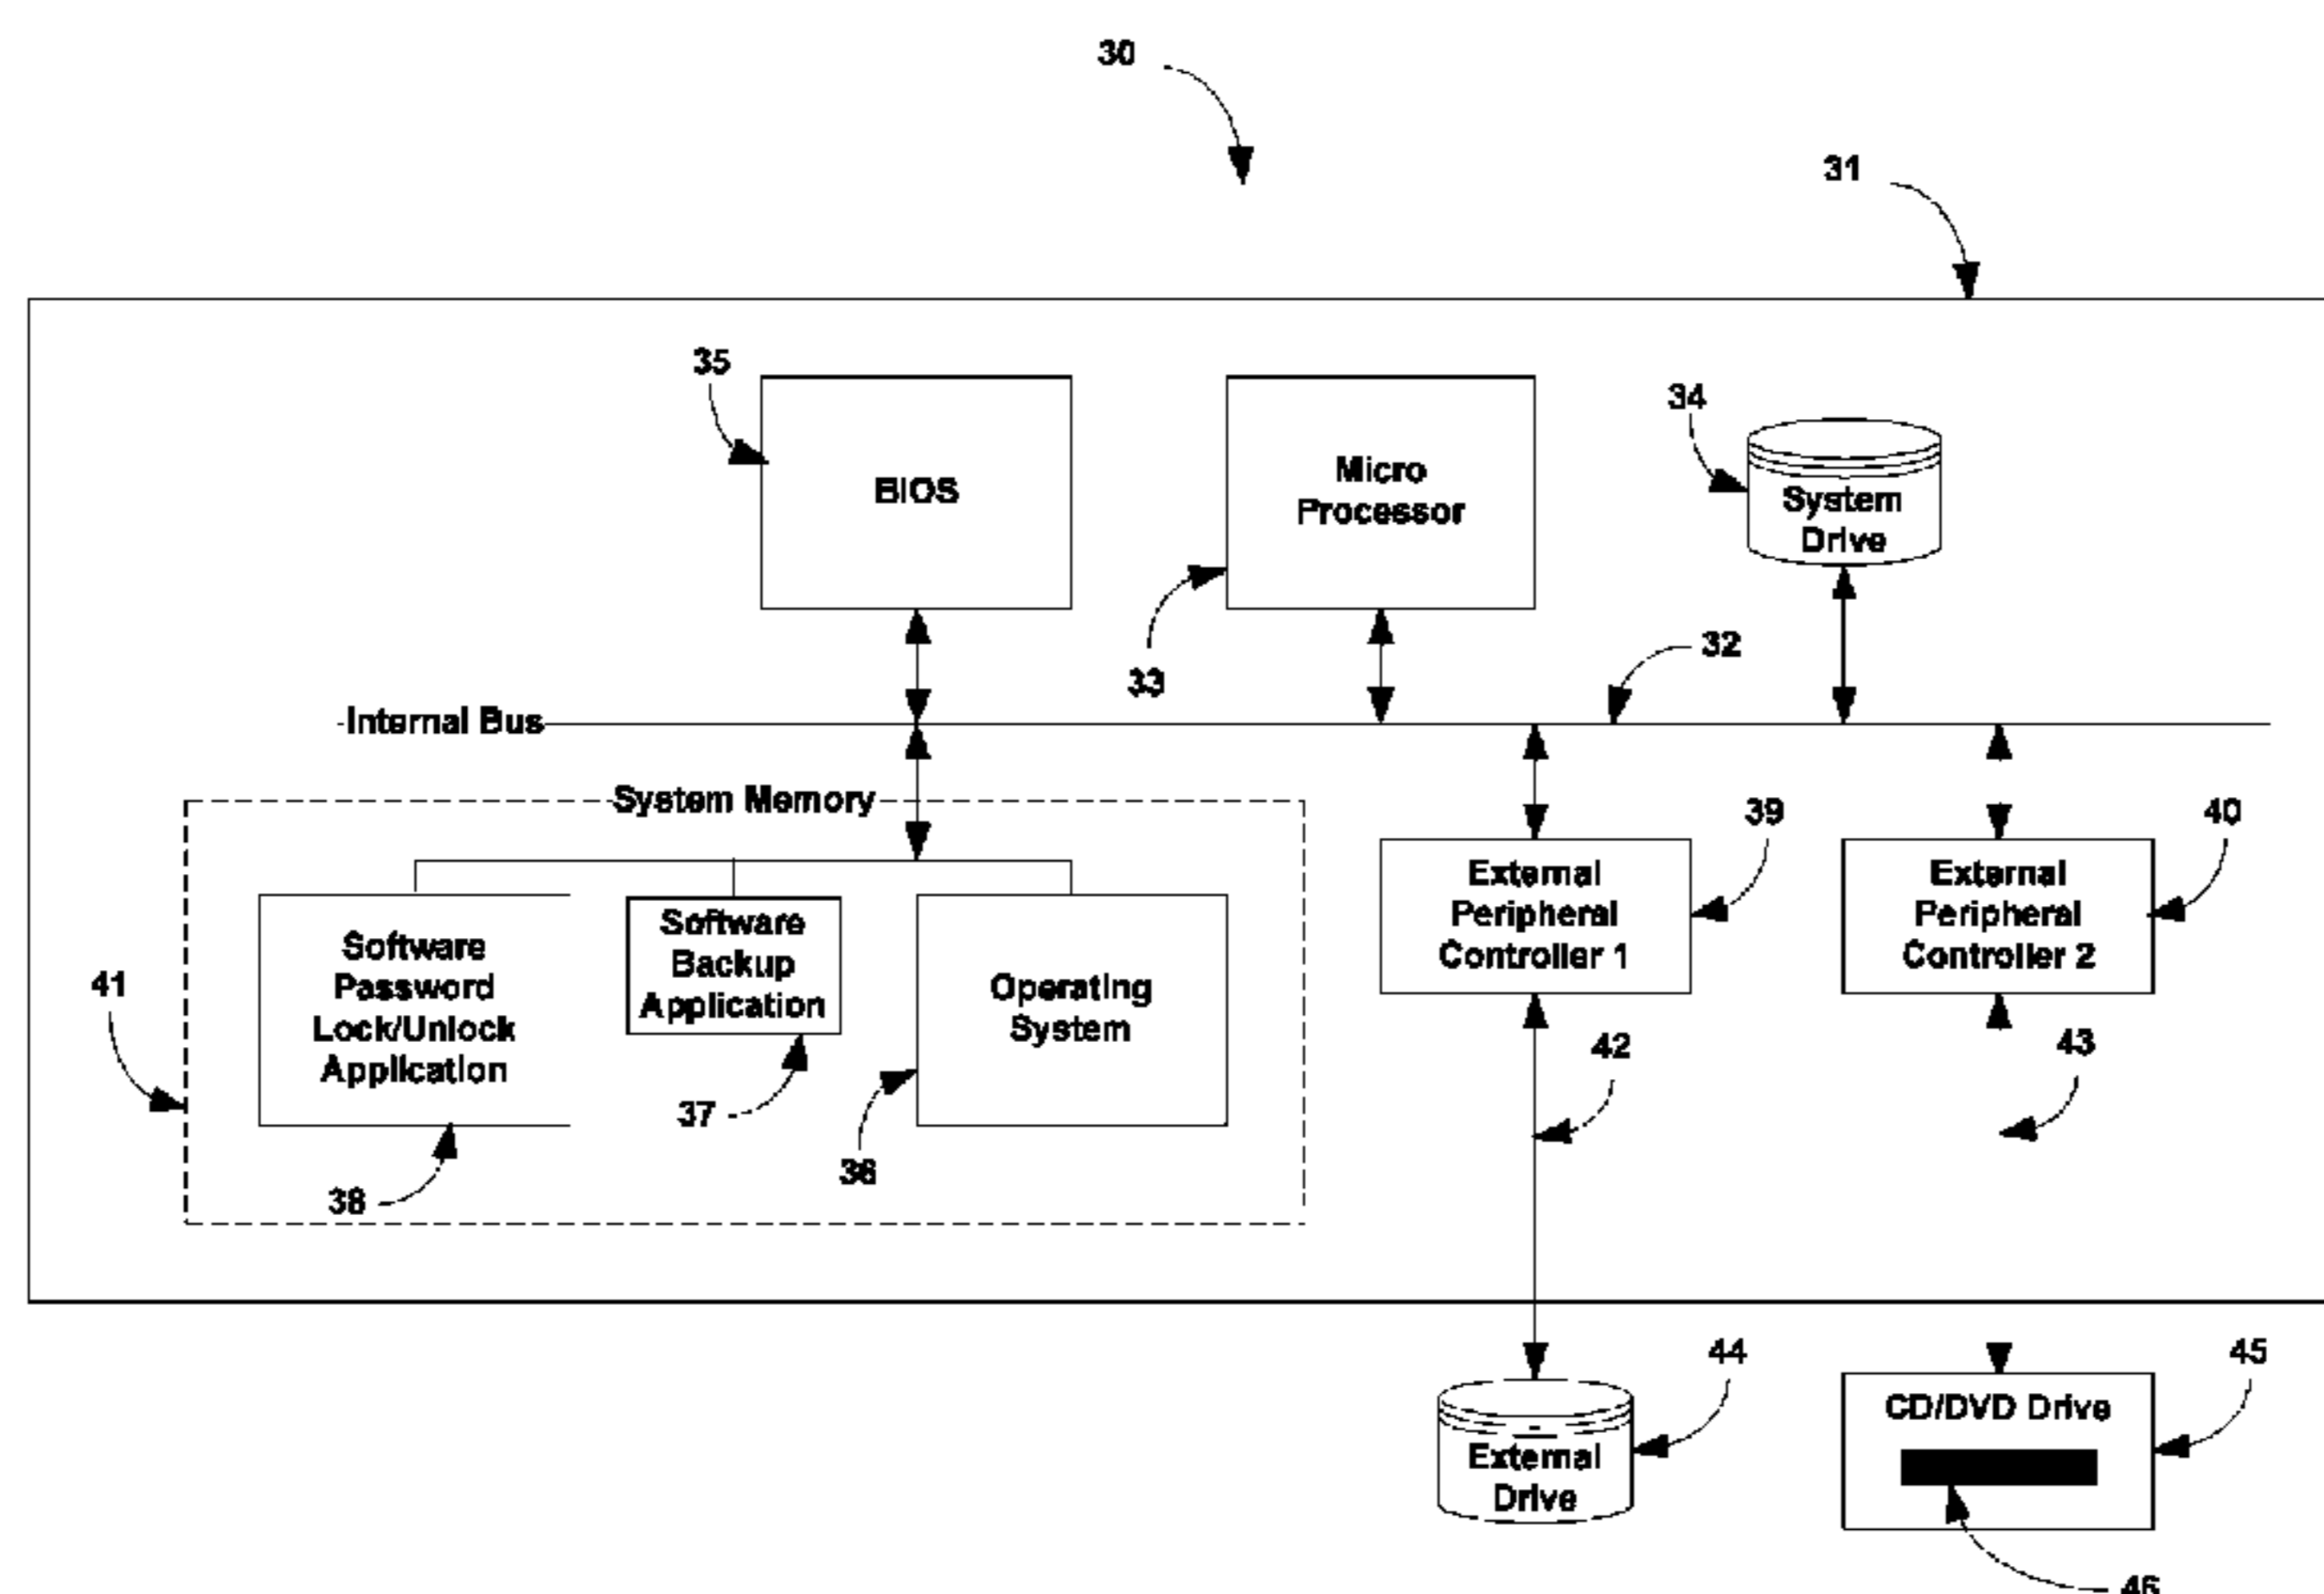 30
31
35
34
BIOS
Micro
Processor
System
Drive
33
32
Internal Bus
System Memory
39
40
External
Peripheral
Controller 1
External
Peripheral
Controller 2
Software
Password
Lock/Unlock
Application
Software
Backup
Application
Operating
System
41
42
43
37
36
38
44
45
External
Drive
CD/DVD Drive
46